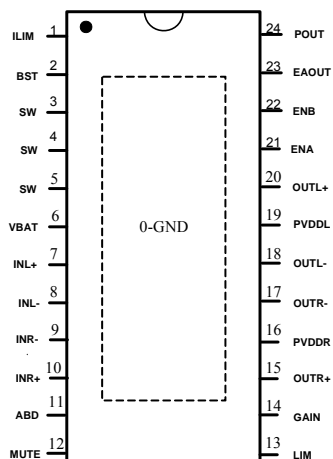 ILIM 1
BST 2
SW 3
SW 4
SW 5
VBAT 6
INL+ 7
INL- 8
INR- 9
INR+ 10
ABD 11
MUTE 12
0-GND
24 POUT
23 EAOUT
22 ENB
21 ENA
20 OUTL+
19 PVDDL
18 OUTL-
17 OUTR-
16 PVDDR
15 OUTR+
14 GAIN
13 LIM